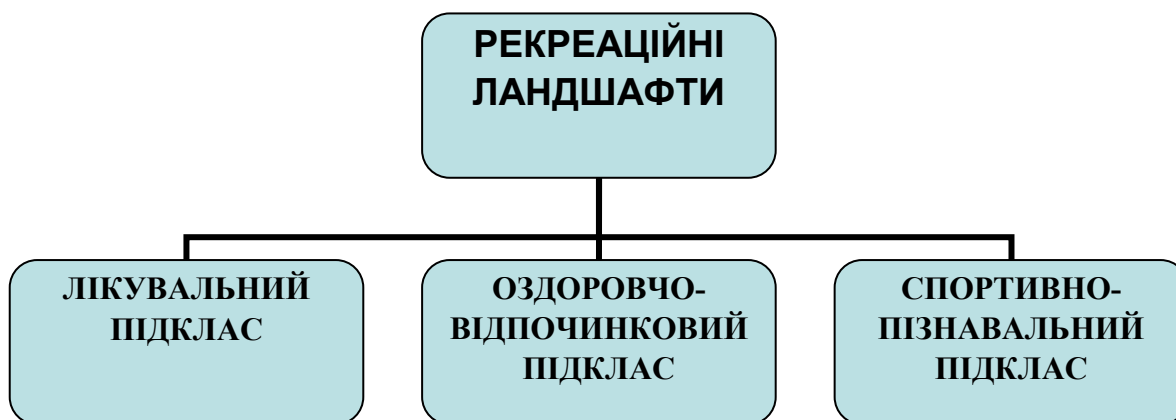 РЕКРЕАЦІЙНІ
ЛАНДШАФТИ
ЛІКУВАЛЬНИЙ
ПІДКЛАС
ОЗДОРОВЧО-
ВІДПОЧИНКОВИЙ
ПІДКЛАС
СПОРТИВНО-
ПІЗНАВАЛЬНИЙ
ПІДКЛАС